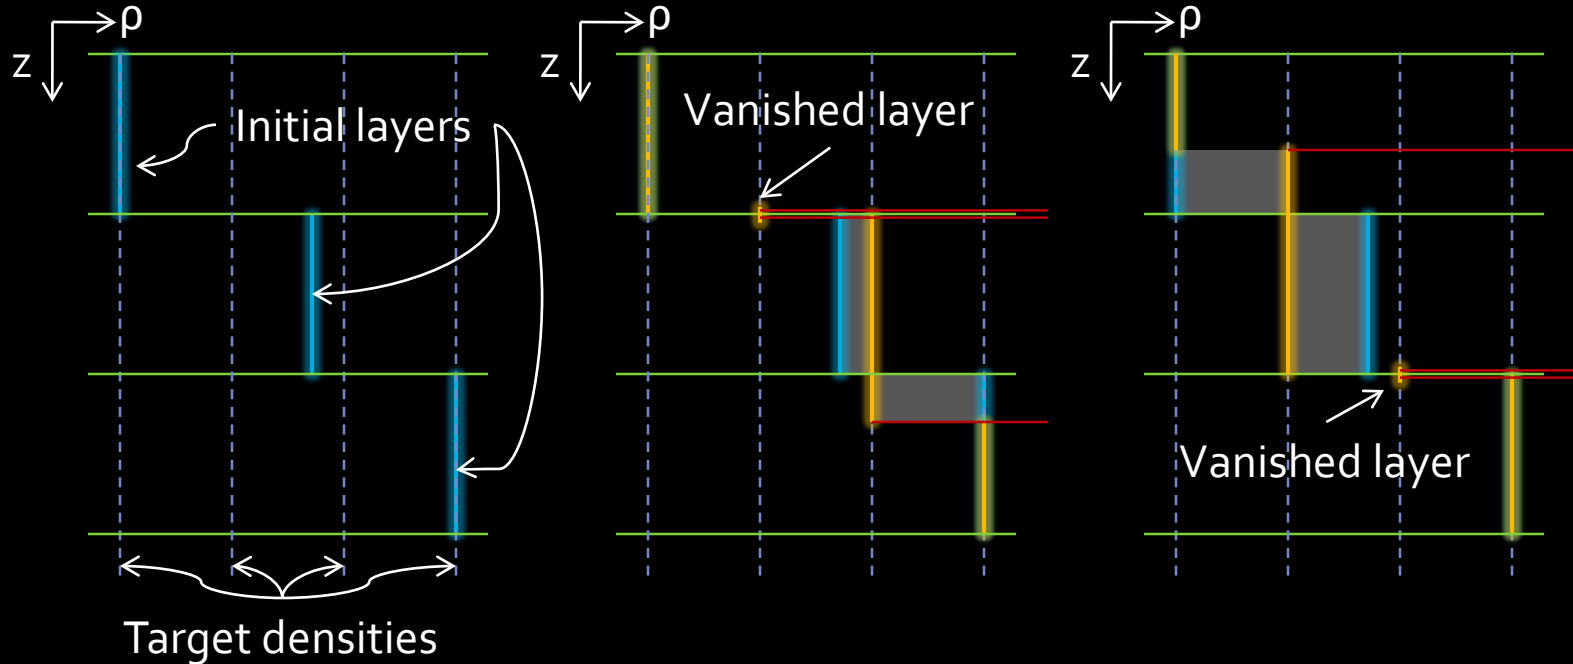 ρ
z
Initial layers
Target densities
ρ
z
Vanished layer
ρ
z
Vanished layer